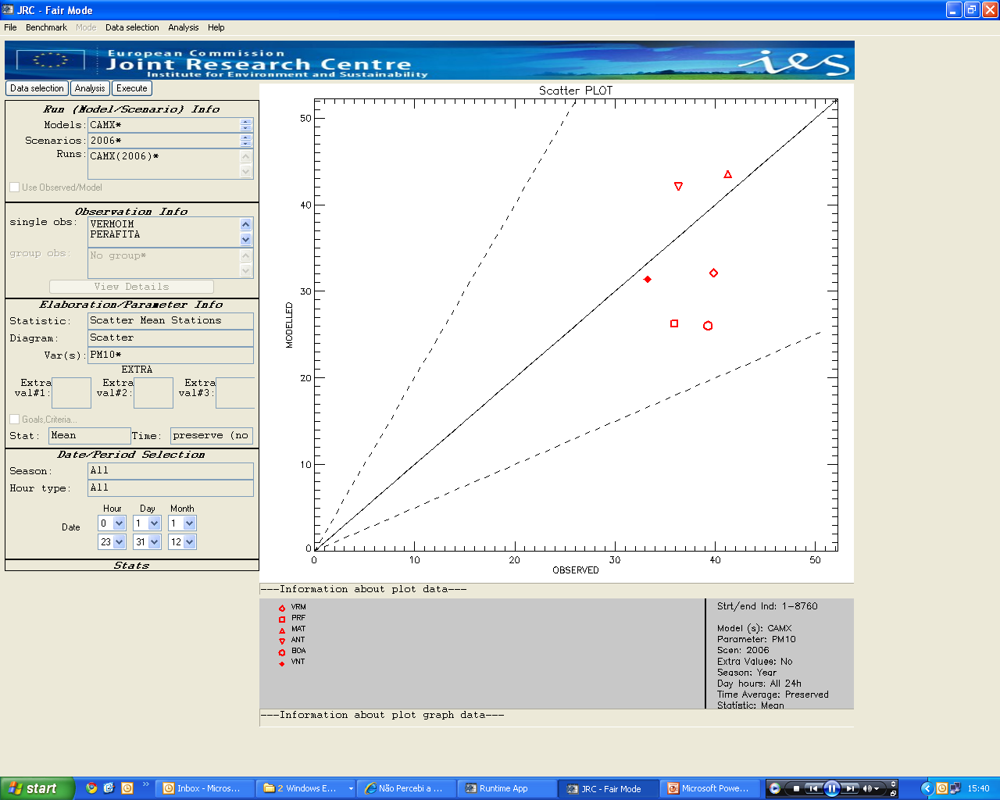 JRC - Fair Mode
File Benchmark Mode Data selection Analysis Help
European Commission
Joint Research Centre
Institute for Environment and Sustainability
ies
Data selection Analysis Execute
Run (Model/Scenario) Info
Models: CAMX*
Scenarios: 2006*
Runs: CAMX(2006)*
Use Observed/Model
Observation Info
single obs: VERMOIM
PERAFITA
group obs: No group*
View Details
Elaboration/Parameter Info
Statistic: Scatter Mean Stations
Diagram: Scatter
Var(s): PM10*
EXTRA
Extra val#1: Extra val#2: Extra val#3:
Goals,Criteria...
Stat: Mean Time: preserve (no
Date/Period Selection
Season: All
Hour type: All
Hour Day Month
Date 0 1 1
23 31 12
Stats
Scatter PLOT
50
40
30
20
10
0
MODELLED
0 10 20 30 40 50
OBSERVED
---Information about plot data---
VRM
PRF
MAT
ANT
BOA
VNT
Strt/end Ind: 1-8760
Model (s): CAMX
Parameter: PM10
Scen: 2006
Extra Values: No
Season: Year
Day hours: All 24h
Time Average: Preserved
Statistic: Mean
---Information about plot graph data---
start Inbox - Micros... 2 Windows E... Não Percebi a ... Runtime App JRC - Fair Mode Microsoft Powe... 15:40